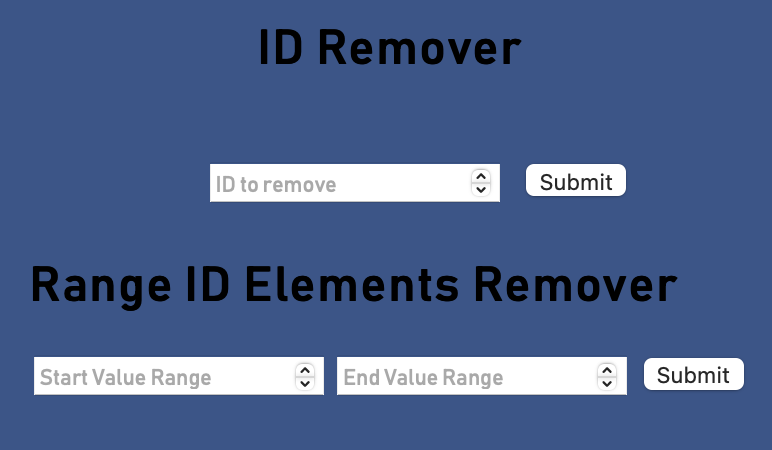 ID Remover
ID to remove Submit
Range ID Elements Remover
Start Value Range End Value Range Submit